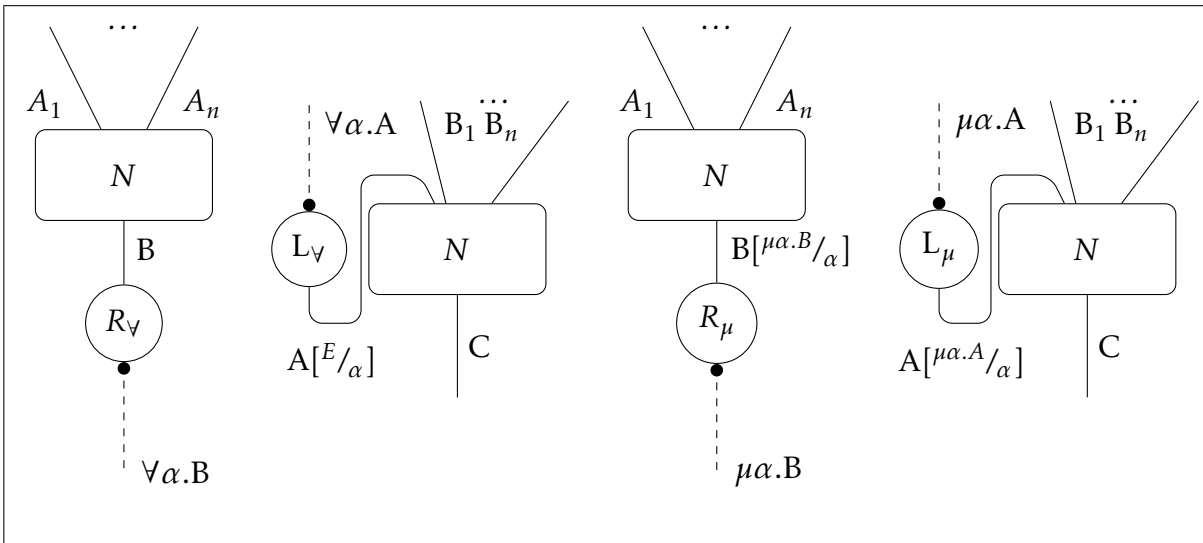 ...
A₁ Aₙ
N
B
R∀
∀α.B
∀α.A
...
B₁ Bₙ
L∀
N
A[E/α]
C
...
A₁ Aₙ
N
B[μα.B/α]
Rμ
μα.B
μα.A
...
B₁ Bₙ
Lμ
N
A[μα.A/α]
C